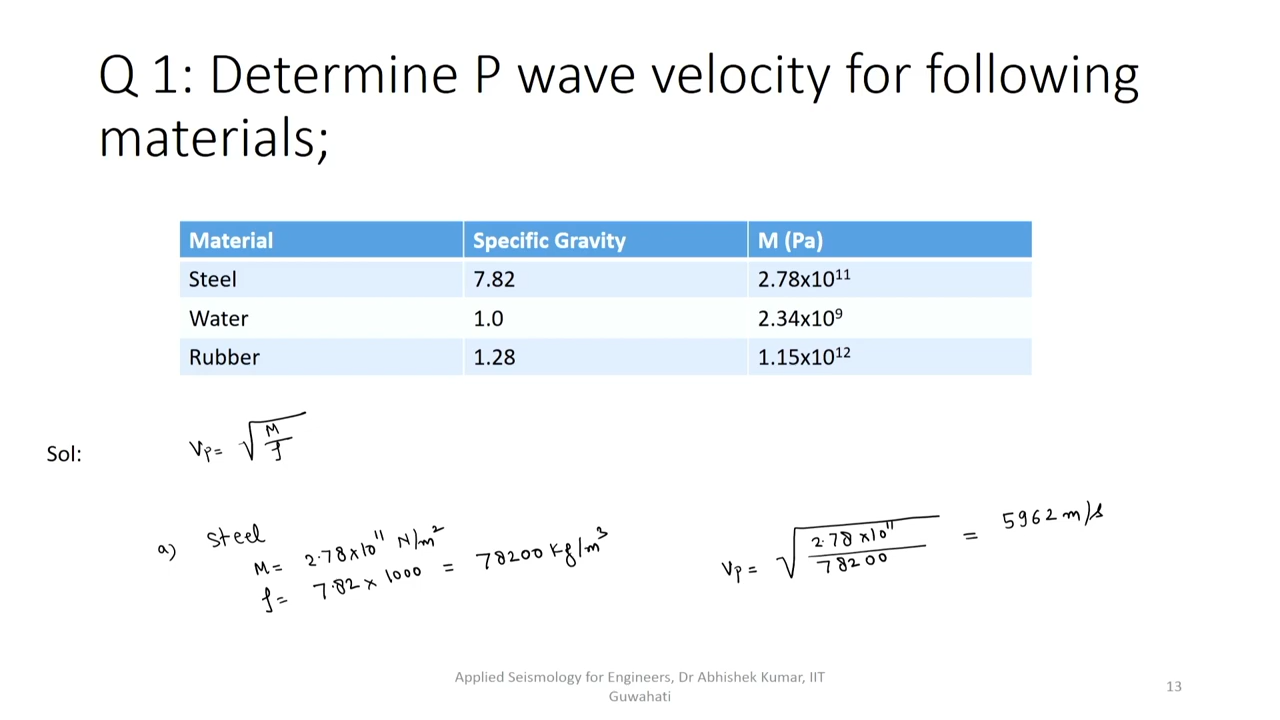 Q 1: Determine P wave velocity for following
materials;
Material Specific Gravity M (Pa)
Steel 7.82 2.78x10¹¹
Water 1.0 2.34x10⁹
Rubber 1.28 1.15x10¹²
Sol:
Vp= √(M/ρ)
a) Steel
M= 2.78x10¹¹ N/m²
ρ= 7.82 x 1000 = 78200 Kg/m³
Vp= √(2.78 x10¹¹/78200) = 5962 m/s
Applied Seismology for Engineers, Dr Abhishek Kumar, IIT
Guwahati
13